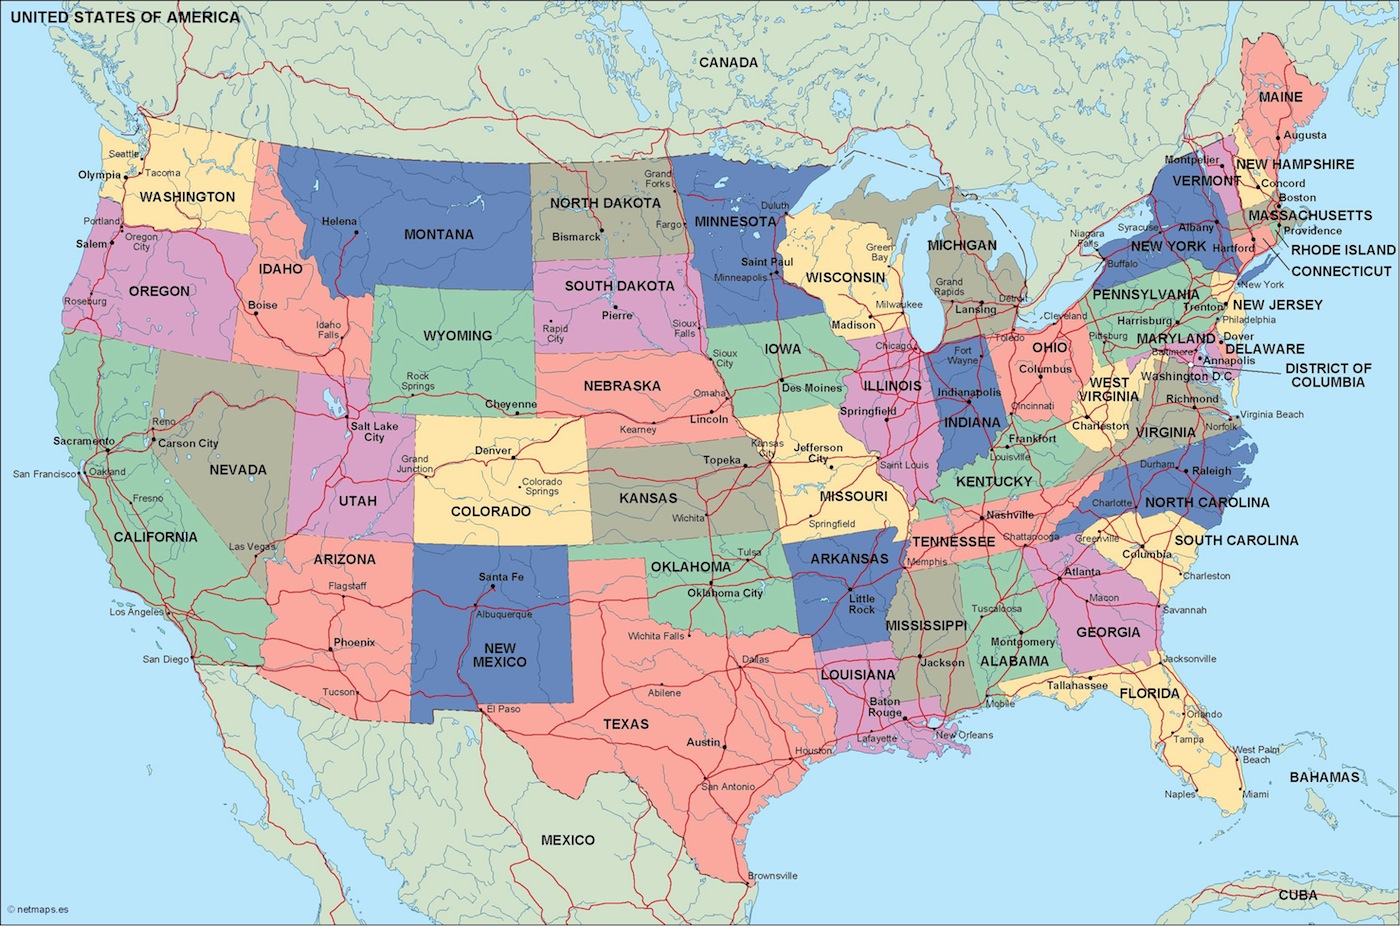 UNITED STATES OF AMERICA
CANADA
MAINE
Augusta
Montpelier
NEW HAMPSHIRE
VERMONT
Concord
Boston
MASSACHUSETTS
Providence
Albany
Syracuse
Niagara
Falls
NEW YORK
Hartford
RHODE ISLAND
CONNECTICUT
Buffalo
New York
Seattle
Tacoma
Olympia
WASHINGTON
Portland
Oregon
City
Salem
OREGON
Roseburg
Helena
MONTANA
IDAHO
Boise
Idaho
Falls
NORTH DAKOTA
Bismarck
Grand
Forks
Fargo
MINNESOTA
Duluth
Saint Paul
Minneapolis
SOUTH DAKOTA
Pierre
Rapid
City
Sioux
Falls
WISCONSIN
Green
Bay
Milwaukee
Madison
MICHIGAN
Grand
Rapids
Lansing
Detroit
WYOMING
Rock
Springs
Cheyenne
NEBRASKA
Omaha
Lincoln
Kearney
Sioux
City
IOWA
Des Moines
Chicago
ILLINOIS
Springfield
Fort
Wayne
Indianapolis
INDIANA
Toledo
Cleveland
OHIO
Columbus
Cincinnati
PENNSYLVANIA
Harrisburg
Pittsburg
Trenton
NEW JERSEY
Philadelphia
MARYLAND
Dover
DELAWARE
Baltimore
Annapolis
Washington D.C.
DISTRICT OF
COLUMBIA
WEST
VIRGINIA
Charleston
Richmond
Virginia Beach
Norfolk
VIRGINIA
Reno
Carson City
Sacramento
San Francisco
Oakland
NEVADA
Fresno
CALIFORNIA
Las Vegas
Los Angeles
San Diego
Salt Lake
City
UTAH
Grand
Junction
Denver
Colorado
Springs
COLORADO
Topeka
KANSAS
Wichita
Kansas
City
Jefferson
City
MISSOURI
Saint Louis
Springfield
Frankfort
Louisville
KENTUCKY
Durham
Raleigh
Charlotte
NORTH CAROLINA
Nashville
TENNESSEE
Chattanooga
Memphis
Greenville
SOUTH CAROLINA
Columbia
Charleston
ARIZONA
Flagstaff
Phoenix
Tucson
Santa Fe
Albuquerque
NEW
MEXICO
OKLAHOMA
Tulsa
Oklahoma City
ARKANSAS
Little
Rock
Wichita Falls
Dallas
Abilene
El Paso
TEXAS
Austin
Houston
San Antonio
Brownsville
MISSISSIPPI
Jackson
LOUISIANA
Baton
Rouge
Lafayette
New Orleans
Tuscaloosa
Montgomery
ALABAMA
Mobile
Atlanta
Macon
GEORGIA
Savannah
Jacksonville
Tallahassee
FLORIDA
Orlando
Tampa
West Palm
Beach
Naples
Miami
BAHAMAS
MEXICO
CUBA
© netmaps.es